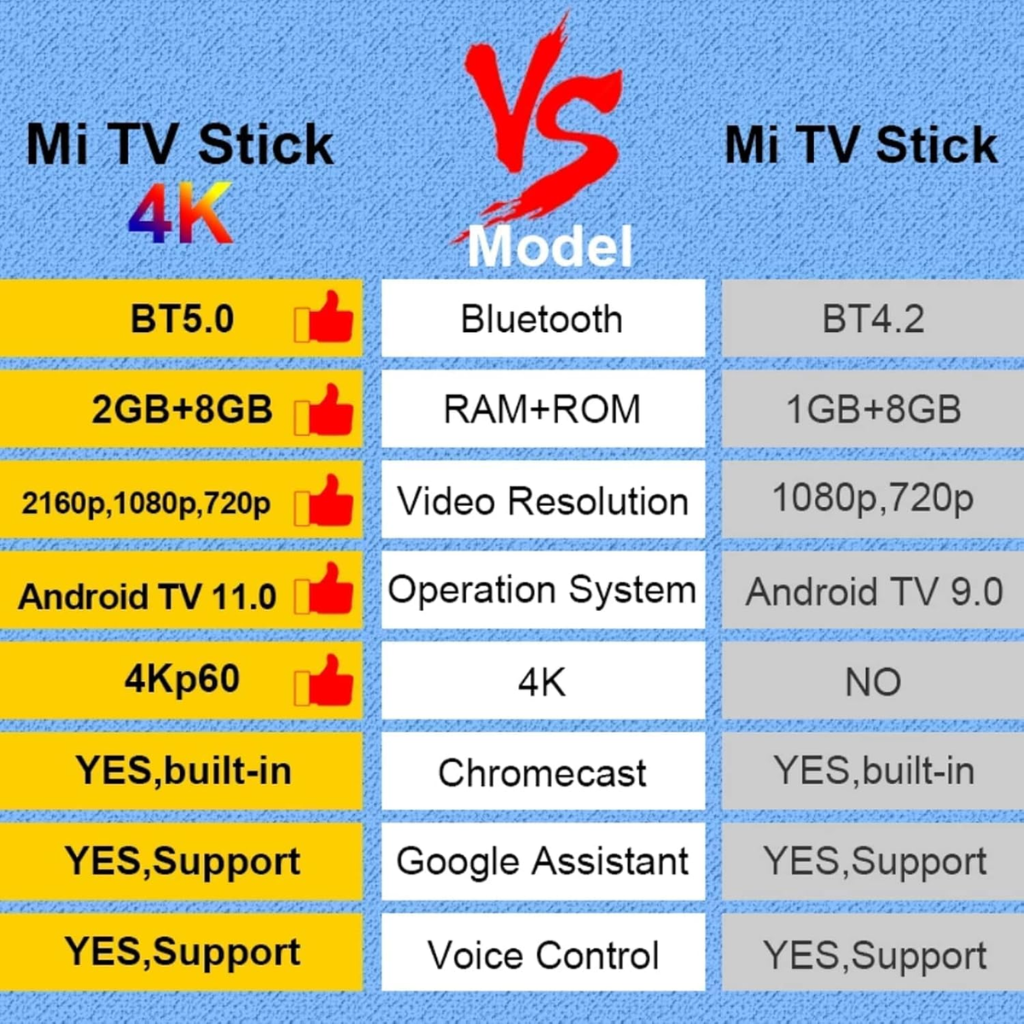 VS
Mi TV Stick
4K
Model
Mi TV Stick
BT5.0 Bluetooth BT4.2
2GB+8GB RAM+ROM 1GB+8GB
2160p,1080p,720p Video Resolution 1080p,720p
Android TV 11.0 Operation System Android TV 9.0
4Kp60 4K NO
YES,built-in Chromecast YES,built-in
YES,Support Google Assistant YES,Support
YES,Support Voice Control YES,Support